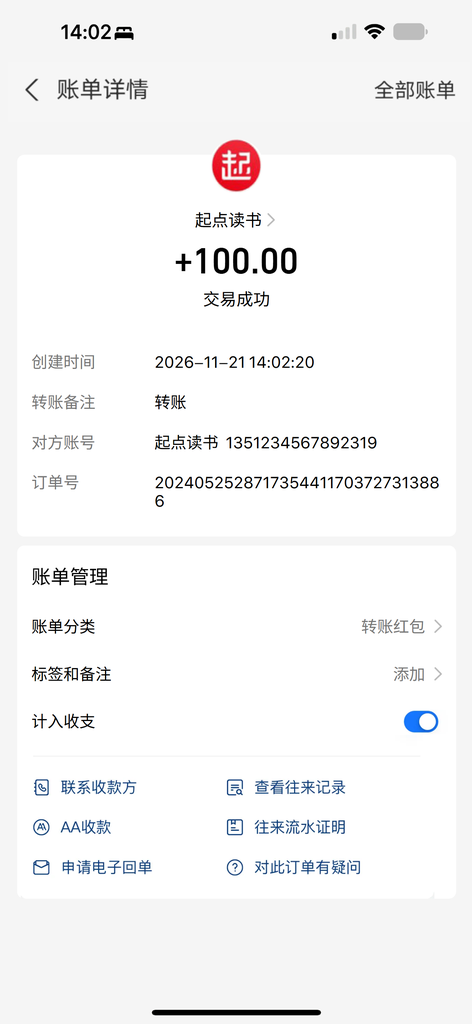 14:02
账单详情 全部账单
起
起点读书
+100.00
交易成功
创建时间 2026-11-21 14:02:20
转账备注 转账
对方账号 起点读书 1351234567892319
订单号 202405252871735441170372731388
6
账单管理
账单分类 转账红包
标签和备注 添加
计入收支
联系收款方 查看往来记录
AA收款 往来流水证明
申请电子回单 对此订单有疑问